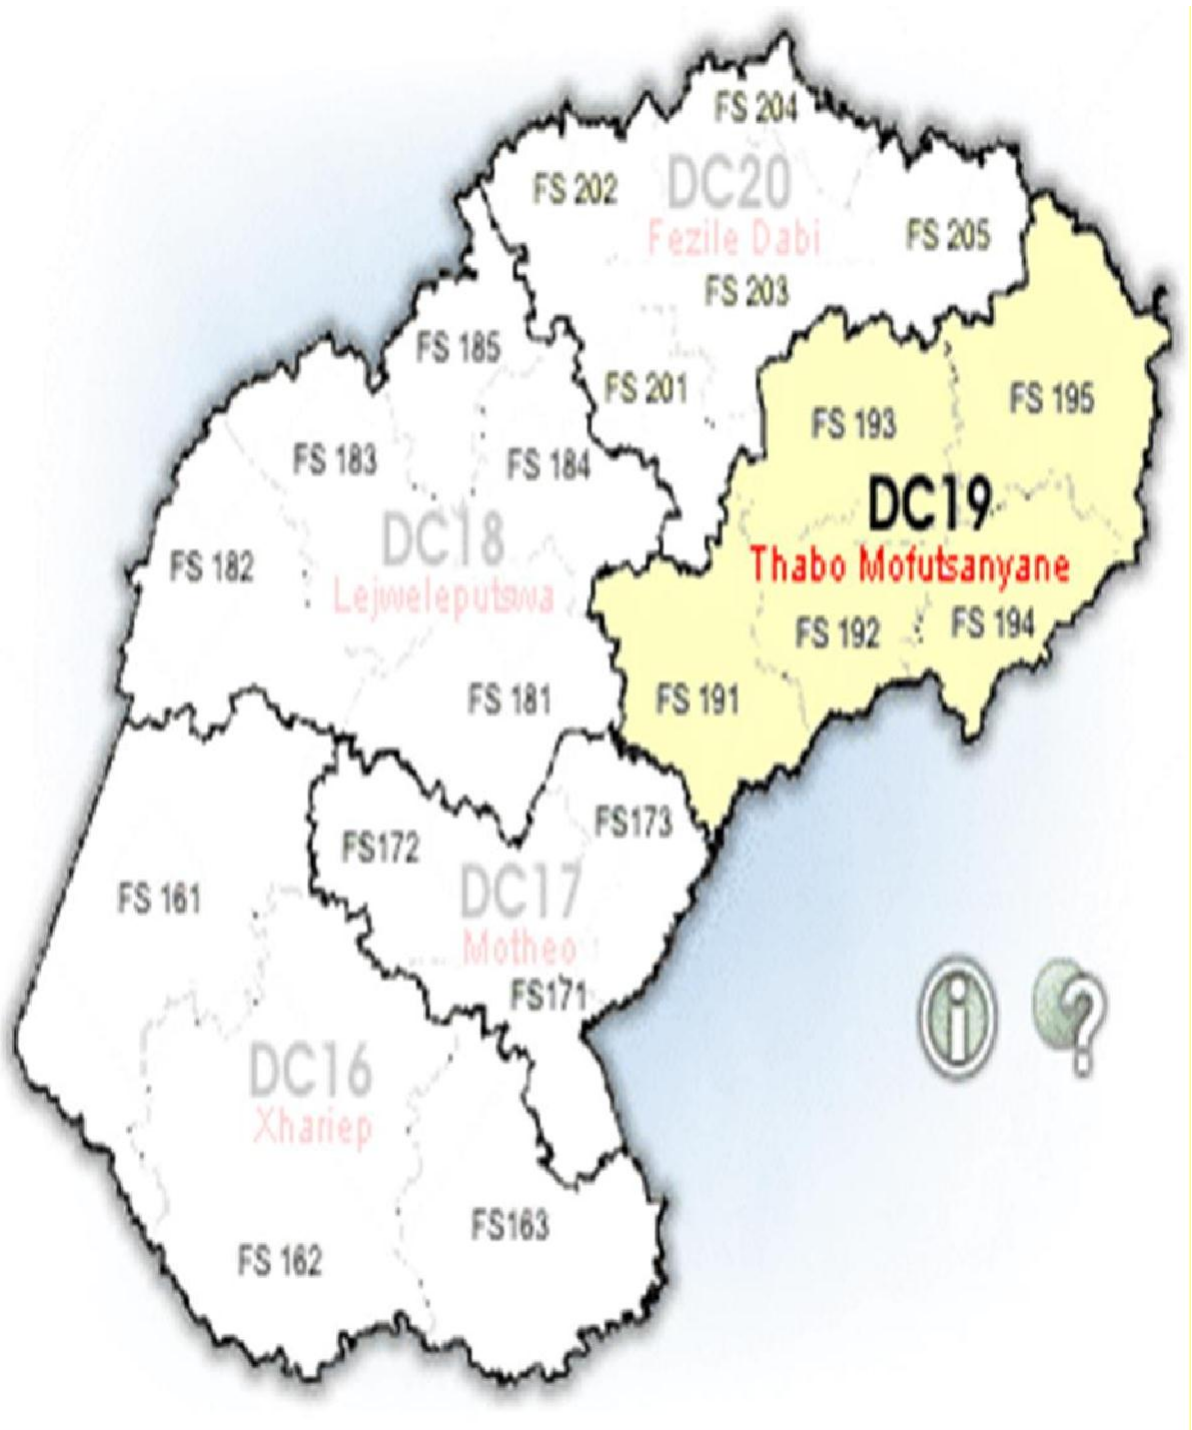 FS 204
FS 202
DC20
Fezile Dabi
FS 205
FS 203
FS 185
FS 201
FS 195
FS 193
FS 183
FS 184
DC19
DC18
FS 182
Thabo Mofutsanyane
Lejweleputswa
FS 192
FS 194
FS 181
FS 191
FS173
FS172
DC17
FS 161
Motheo
FS171
i
?
DC16
Xhariep
FS163
FS 162